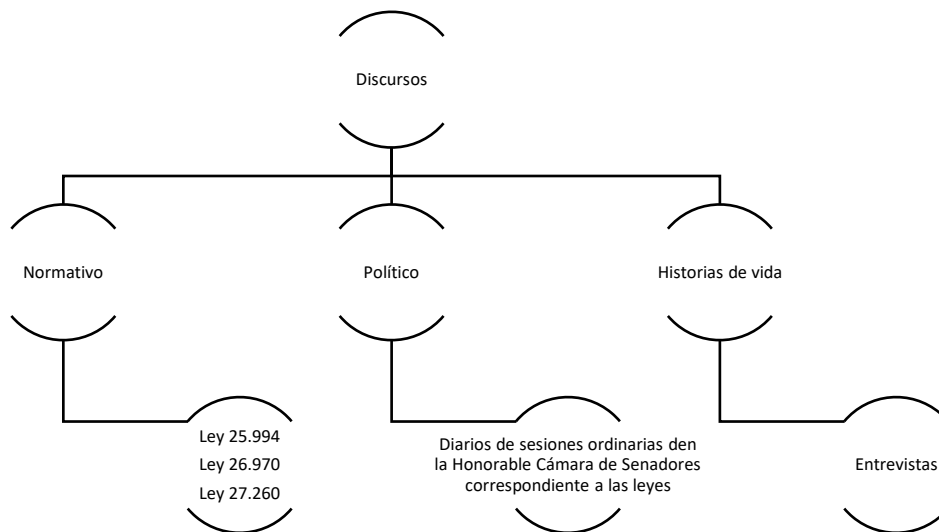 Discursos
Normativo
Político
Historias de vida
Ley 25.994
Ley 26.970
Ley 27.260
Diarios de sesiones ordinarias den
la Honorable Cámara de Senadores
correspondiente a las leyes
Entrevistas